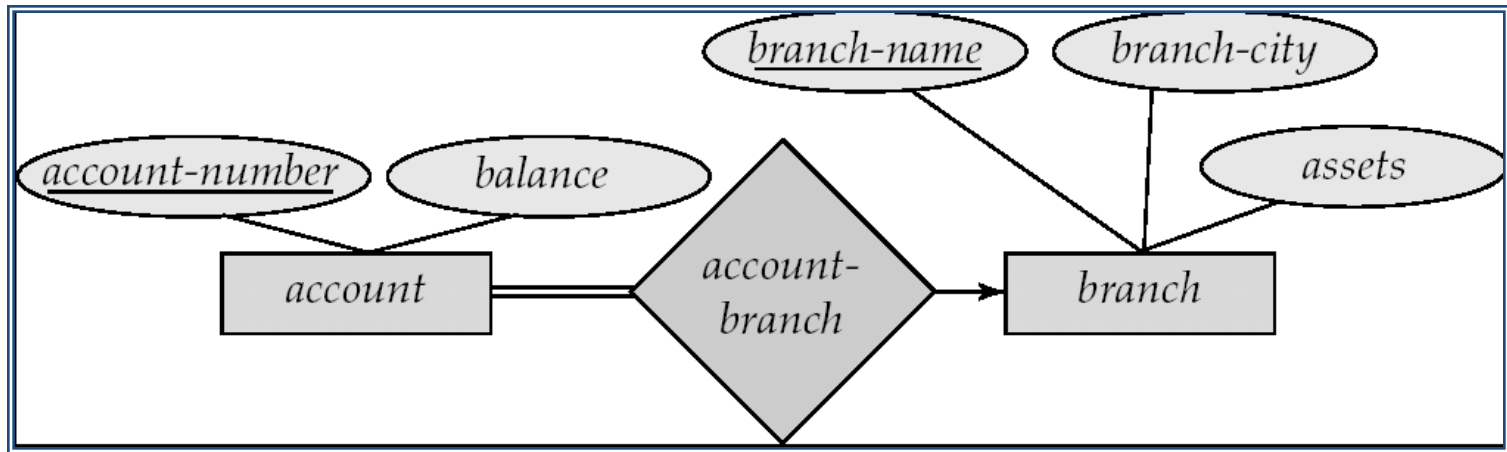 branch-name
branch-city
account-number
balance
assets
account
account-
branch
branch